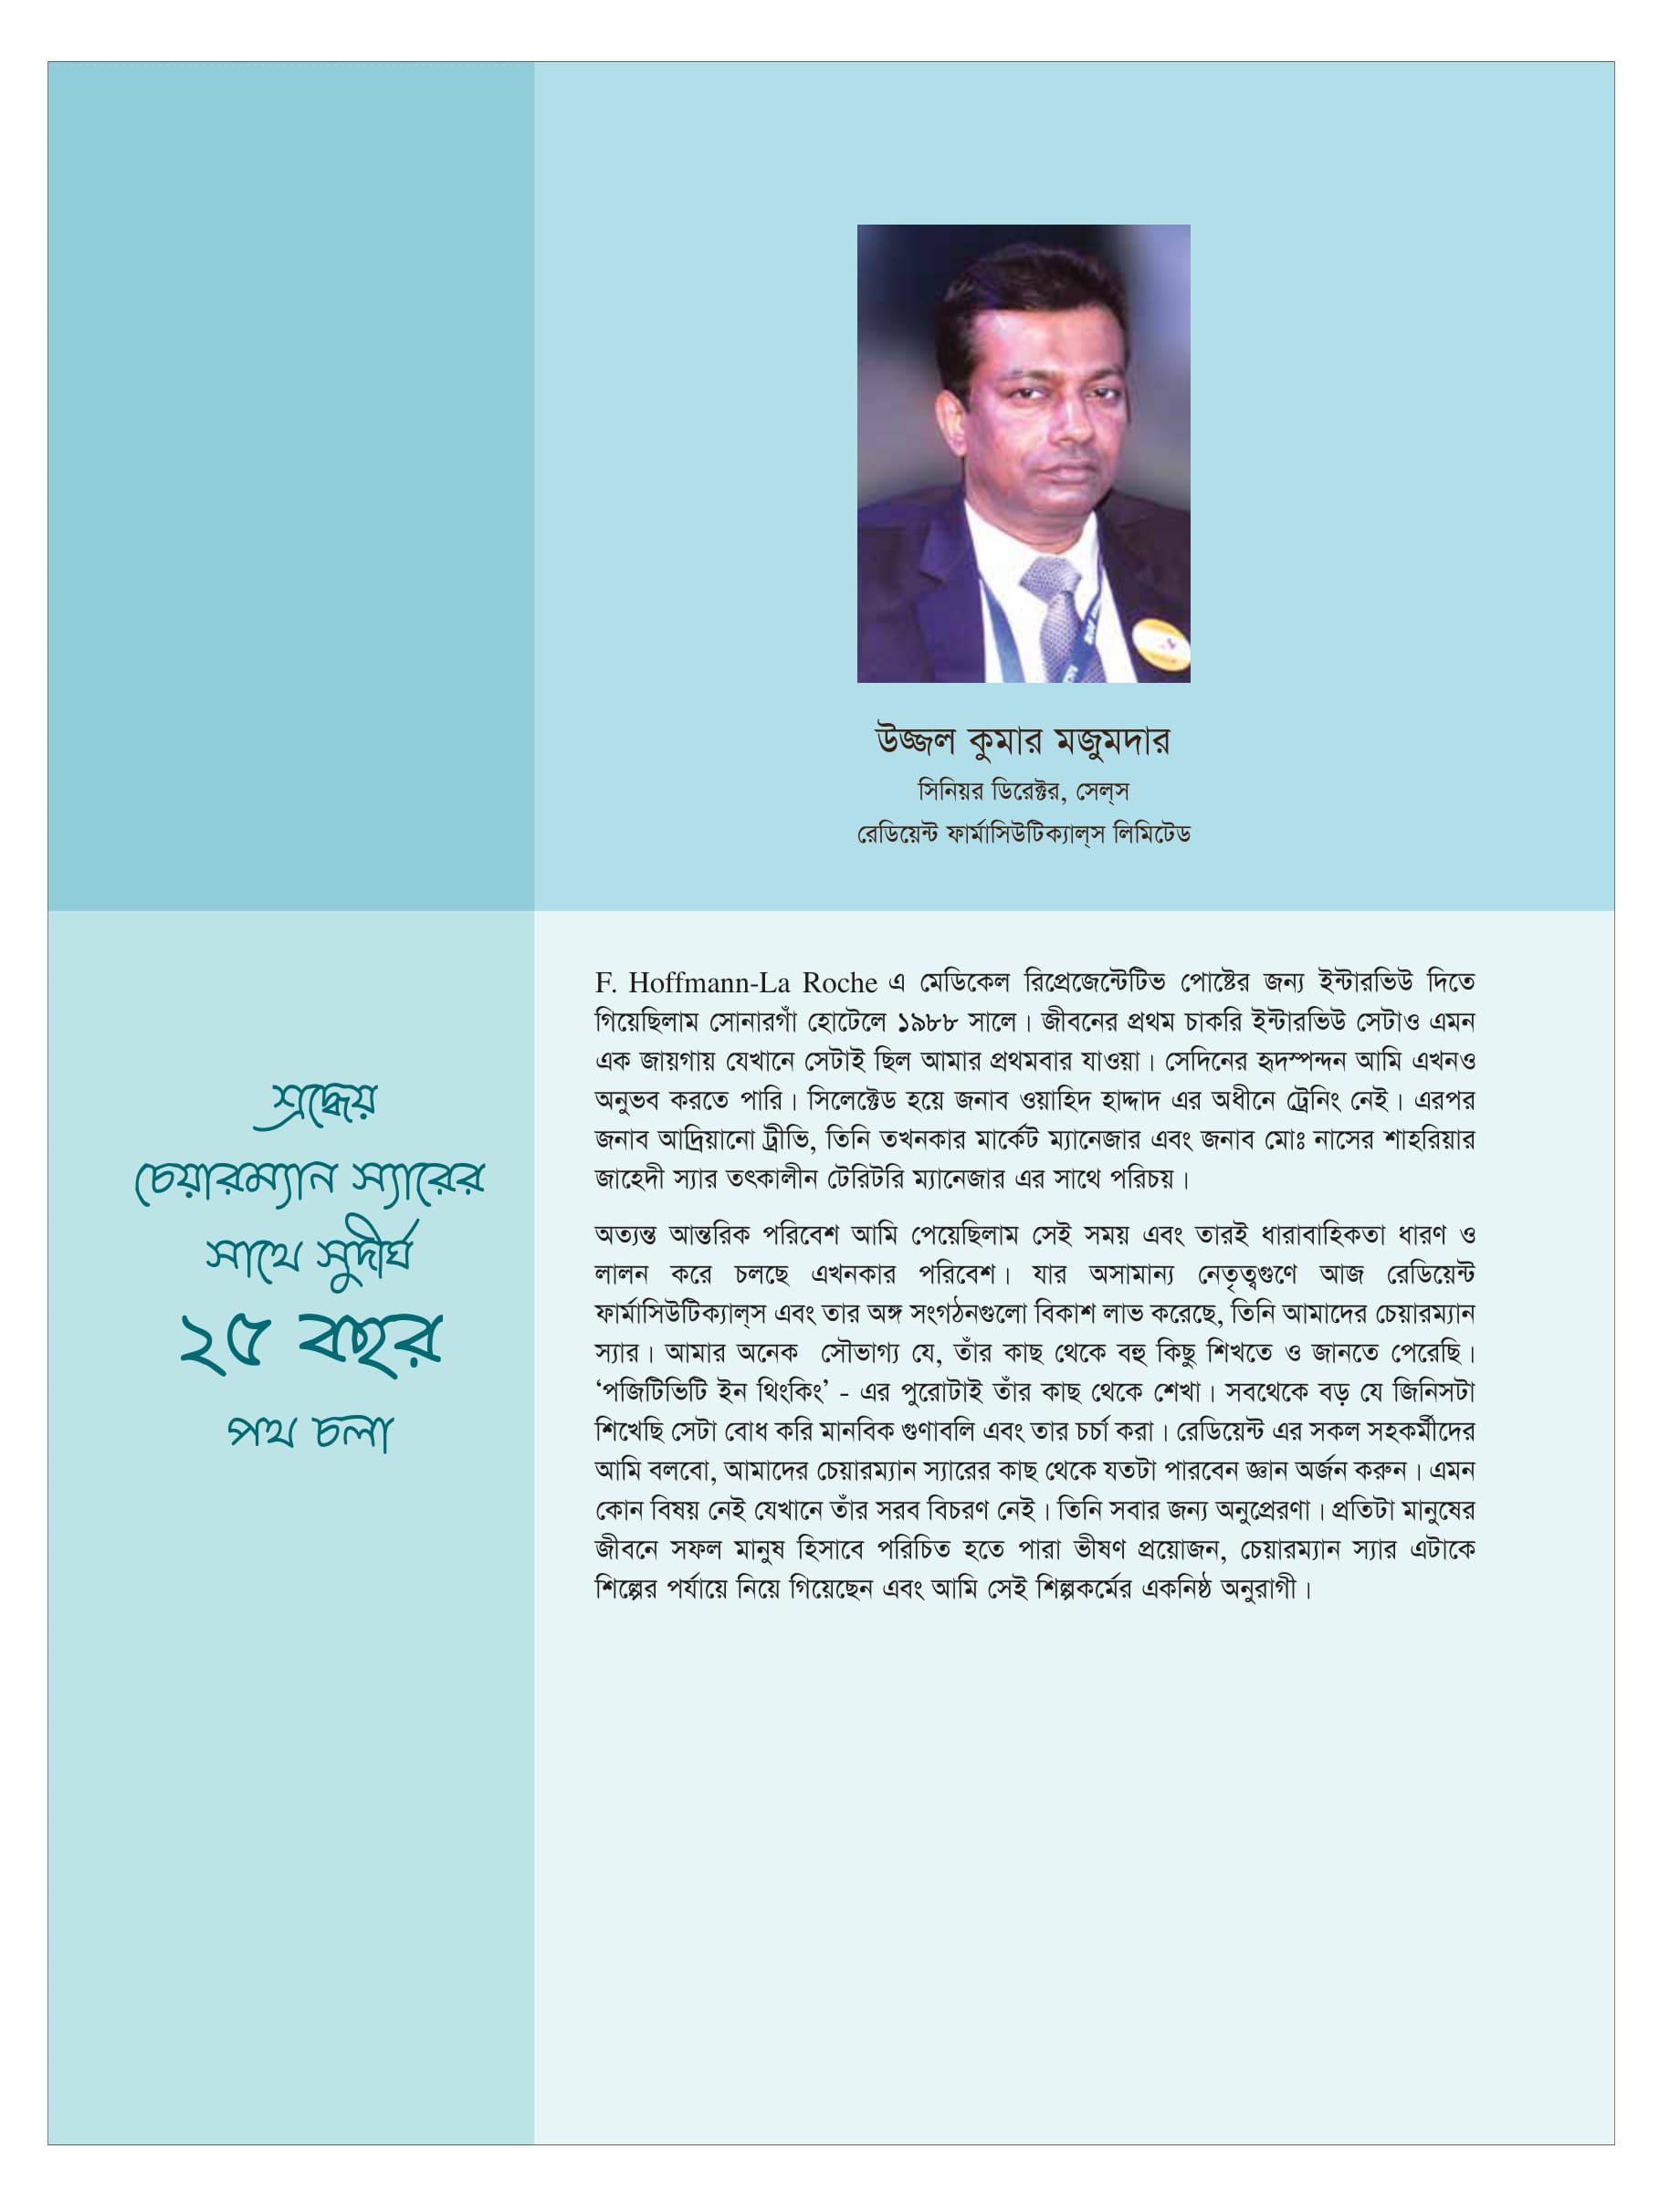 উজ্জল কুমার মজুমদার
সিনিয়র ডিরেক্টর, সেল্‌স
রেডিয়েন্ট ফার্মাসিউটিক্যাল্‌স লিমিটেড
শ্রদ্ধেয়
চেয়ারম্যান স্যারের
সাথে সুদীর্ঘ
২৫ বছর
পথ চলা
F. Hoffmann-La Roche এ মেডিকেল রিপ্রেজেন্টেটিভ পোষ্টের জন্য ইন্টারভিউ দিতে
গিয়েছিলাম সোনারগাঁ হোটেলে ১৯৮৮ সালে। জীবনের প্রথম চাকরি ইন্টারভিউ সেটাও এমন
এক জায়গায় যেখানে সেটাই ছিল আমার প্রথমবার যাওয়া। সেদিনের হৃদস্পন্দন আমি এখনও
অনুভব করতে পারি। সিলেক্টেড হয়ে জনাব ওয়াহিদ হাদ্দাদ এর অধীনে ট্রেনিং নেই। এরপর
জনাব আদ্রিয়ানো ট্রীভি, তিনি তখনকার মার্কেট ম্যানেজার এবং জনাব মোঃ নাসের শাহরিয়ার
জাহেদী স্যার তৎকালীন টেরিটরি ম্যানেজার এর সাথে পরিচয়।
অত্যন্ত আন্তরিক পরিবেশ আমি পেয়েছিলাম সেই সময় এবং তারই ধারাবাহিকতা ধারণ ও
লালন করে চলছে এখনকার পরিবেশ। যার অসামান্য নেতৃত্বগুণে আজ রেডিয়েন্ট
ফার্মাসিউটিক্যাল্‌স এবং তার অঙ্গ সংগঠনগুলো বিকাশ লাভ করেছে, তিনি আমাদের চেয়ারম্যান
স্যার। আমার অনেক সৌভাগ্য যে, তাঁর কাছ থেকে বহু কিছু শিখতে ও জানতে পেরেছি।
‘পজিটিভিটি ইন থিংকিং’ - এর পুরোটাই তাঁর কাছ থেকে শেখা। সবথেকে বড় যে জিনিসটা
শিখেছি সেটা বোধ করি মানবিক গুণাবলি এবং তার চর্চা করা। রেডিয়েন্ট এর সকল সহকর্মীদের
আমি বলবো, আমাদের চেয়ারম্যান স্যারের কাছ থেকে যতটা পারবেন জ্ঞান অর্জন করুন। এমন
কোন বিষয় নেই যেখানে তাঁর সরব বিচরণ নেই। তিনি সবার জন্য অনুপ্রেরণা। প্রতিটা মানুষের
জীবনে সফল মানুষ হিসাবে পরিচিত হতে পারা ভীষণ প্রয়োজন, চেয়ারম্যান স্যার এটাকে
শিল্পের পর্যায়ে নিয়ে গিয়েছেন এবং আমি সেই শিল্পকর্মের একনিষ্ঠ অনুরাগী।